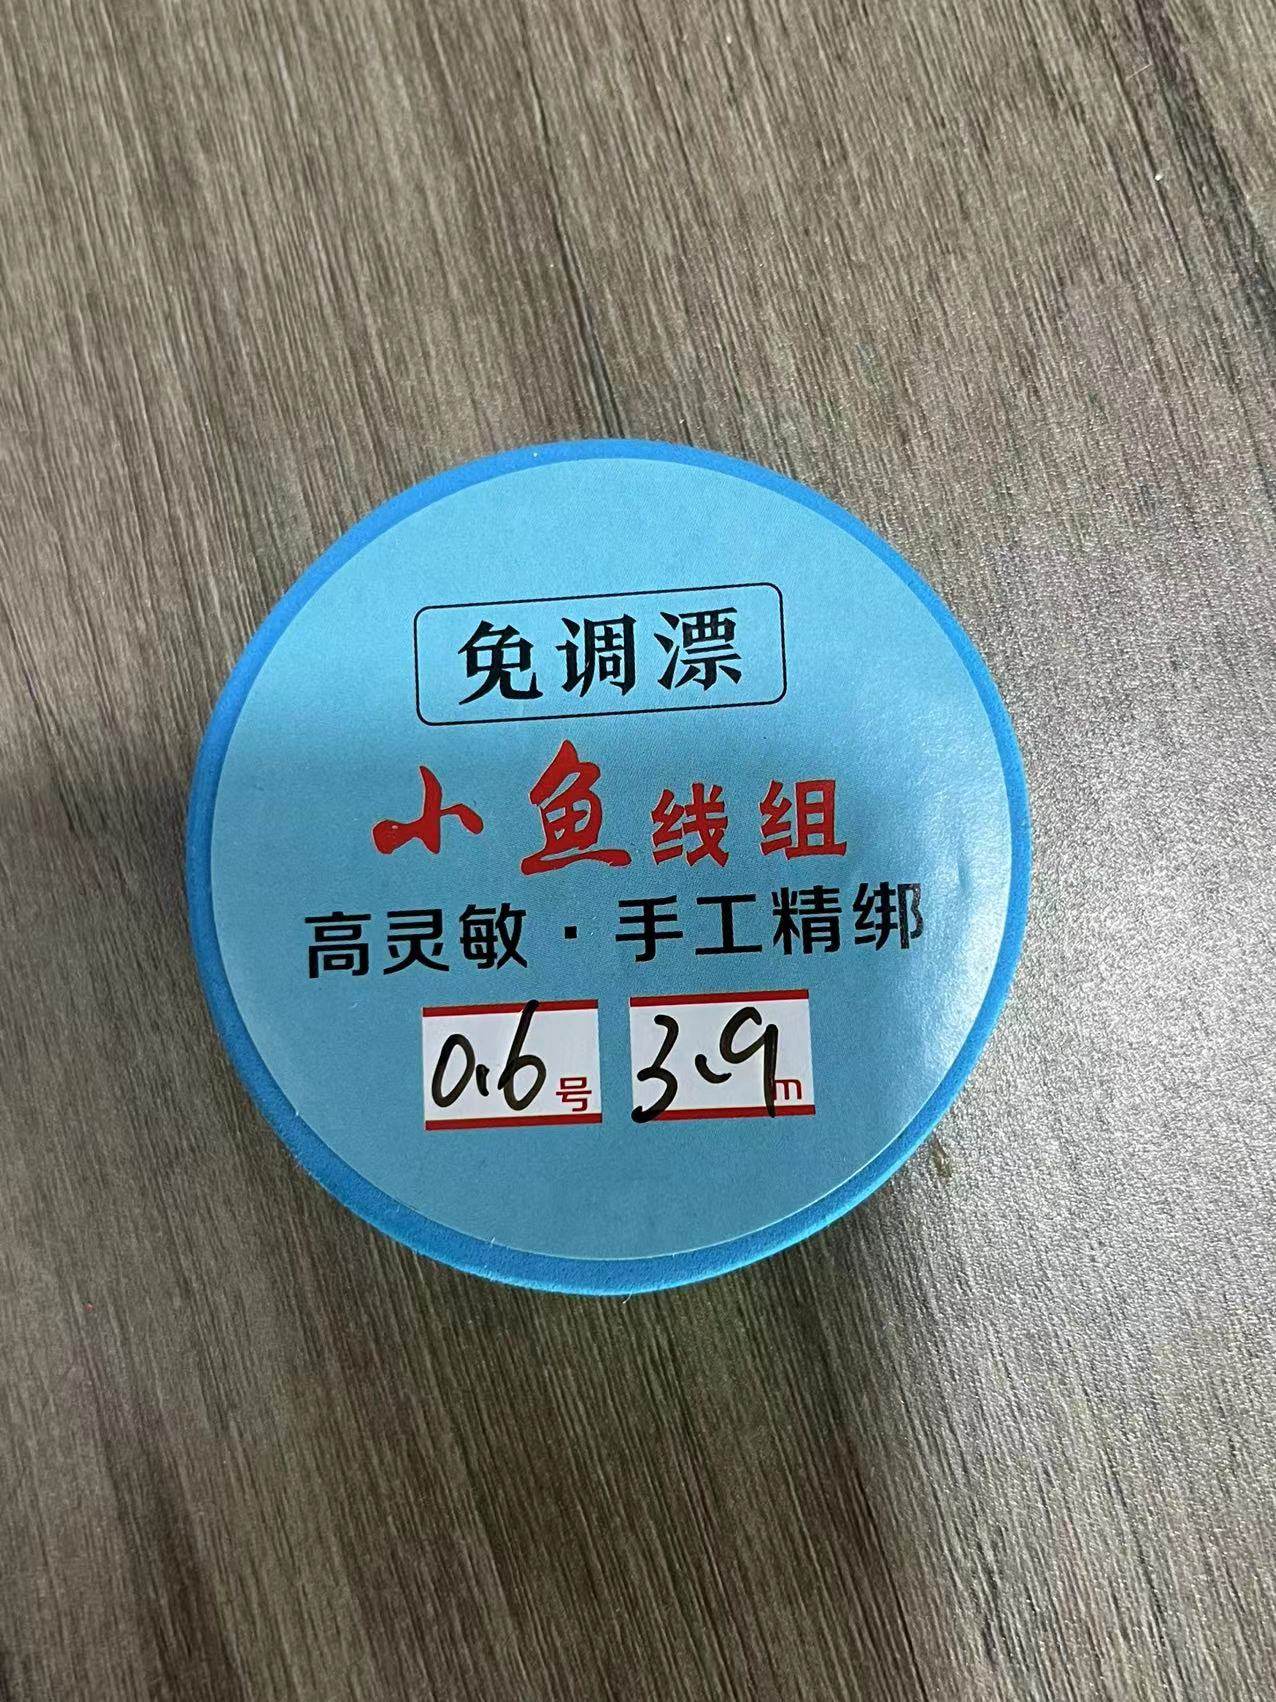 免调漂
小鱼线组
高灵敏·手工精绑
0.6号 3.9m